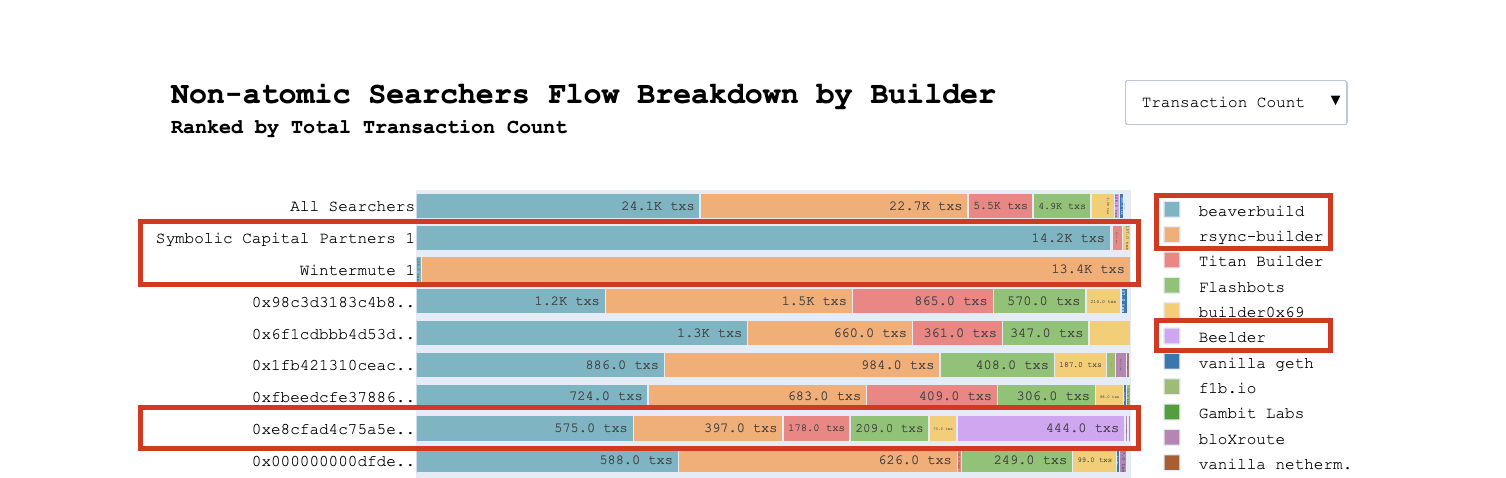 Non-atomic Searchers Flow Breakdown by Builder
Ranked by Total Transaction Count
Transaction Count ▼
All Searchers 24.1K txs 22.7K txs 5.5K txs 4.9K txs
Symbolic Capital Partners 1 14.2K txs
Wintermute 1 13.4K txs
0x98c3d3183c4b8.. 1.2K txs 1.5K txs 865.0 txs 570.0 txs
0x6f1cdbbb4d53d.. 1.3K txs 660.0 txs 361.0 txs 347.0 txs
0x1fb421310ceac.. 886.0 txs 984.0 txs 408.0 txs 187.0 txs
0xfbeedcfe37886.. 724.0 txs 683.0 txs 409.0 txs 306.0 txs
0xe8cfad4c75a5e.. 575.0 txs 397.0 txs 178.0 txs 209.0 txs 444.0 txs
0x000000000dfde.. 588.0 txs 626.0 txs 249.0 txs 99.0 txs
beaverbuild
rsync-builder
Titan Builder
Flashbots
builder0x69
Beelder
vanilla geth
f1b.io
Gambit Labs
bloXroute
vanilla netherm.